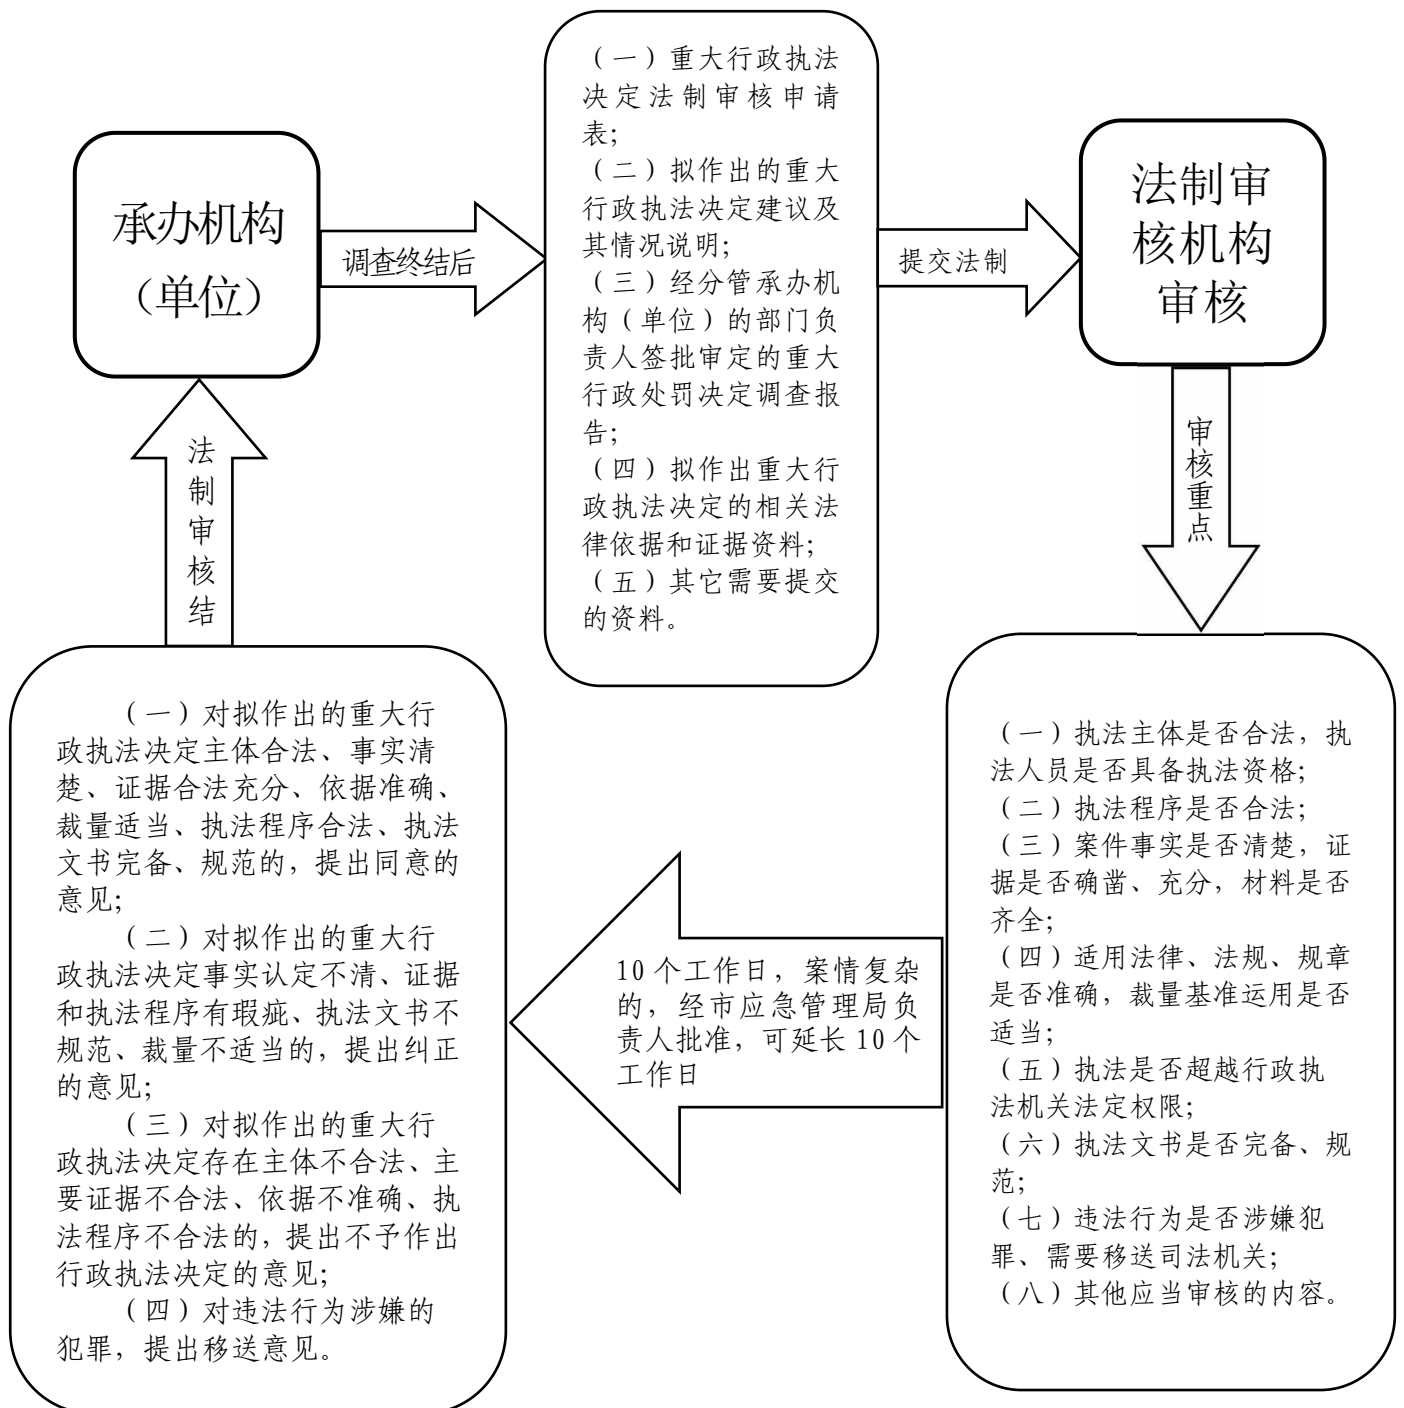 承办机构
（单位）
调查终结后
（一）重大行政执法
决定法制审核申请
表；
（二）拟作出的重大
行政执法决定建议及
其情况说明；
（三）经分管承办机
构（单位）的部门负
责人签批审定的重大
行政处罚决定调查报
告；
（四）拟作出重大行
政执法决定的相关法
律依据和证据资料；
（五）其它需要提交
的资料。
提交法制
法制审
核机构
审核
审
核
重
点
（一）执法主体是否合法，执
法人员是否具备执法资格；
（二）执法程序是否合法；
（三）案件事实是否清楚，证
据是否确凿、充分，材料是否
齐全；
（四）适用法律、法规、规章
是否准确，裁量基准运用是否
适当；
（五）执法是否超越行政执
法机关法定权限；
（六）执法文书是否完备、规
范；
（七）违法行为是否涉嫌犯
罪、需要移送司法机关；
（八）其他应当审核的内容。
10 个工作日，案情复杂
的，经市应急管理局负
责人批准，可延长 10 个
工作日
（一）对拟作出的重大行
政执法决定主体合法、事实清
楚、证据合法充分、依据准确、
裁量适当、执法程序合法、执法
文书完备、规范的，提出同意的
意见；
（二）对拟作出的重大行
政执法决定事实认定不清、证据
和执法程序有瑕疵、执法文书不
规范、裁量不适当的，提出纠正
的意见；
（三）对拟作出的重大行
政执法决定存在主体不合法、主
要证据不合法、依据不准确、执
法程序不合法的，提出不予作出
行政执法决定的意见；
（四）对违法行为涉嫌的
犯罪，提出移送意见。
法
制
审
核
结